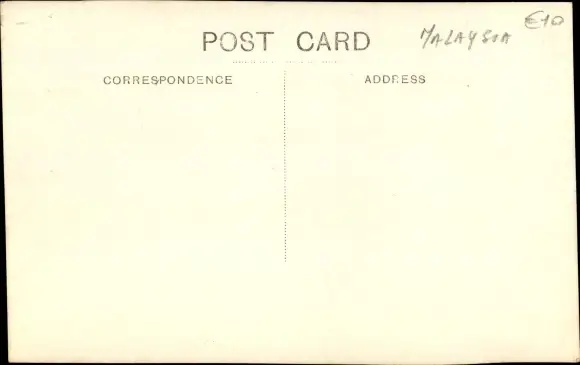 €10
POST CARD MALAYSIA
CORRESPONDENCE ADDRESS